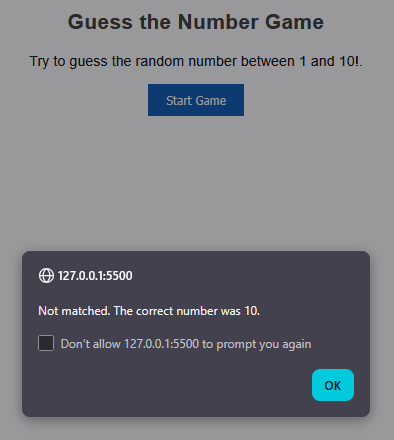 Guess the Number Game
Try to guess the random number between 1 and 10!.
Start Game
127.0.0.1:5500
Not matched. The correct number was 10.
Don't allow 127.0.0.1:5500 to prompt you again
OK